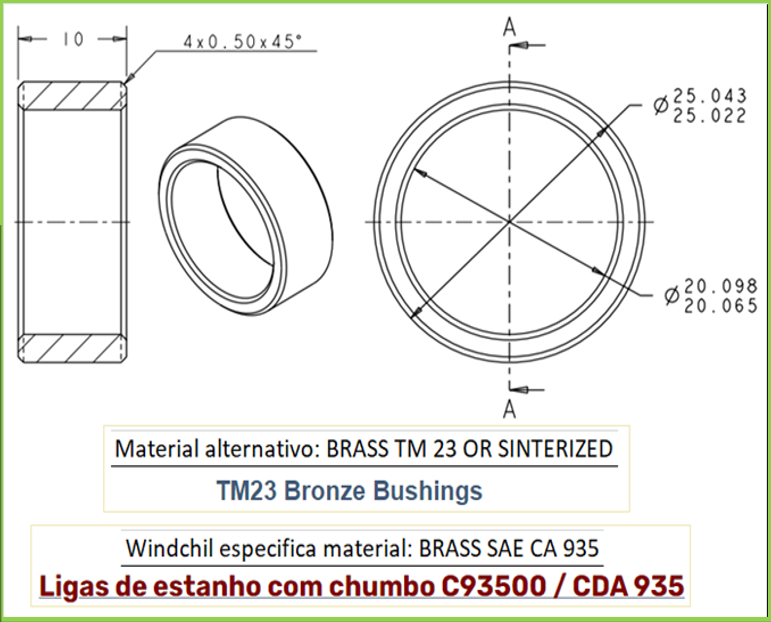 A
10
4x0.50x45°
Ø25.043
25.022
Ø20.098
20.065
A
Material alternativo: BRASS TM 23 OR SINTERIZED
TM23 Bronze Bushings
Windchil especifica material: BRASS SAE CA 935
Ligas de estanho com chumbo C93500 / CDA 935